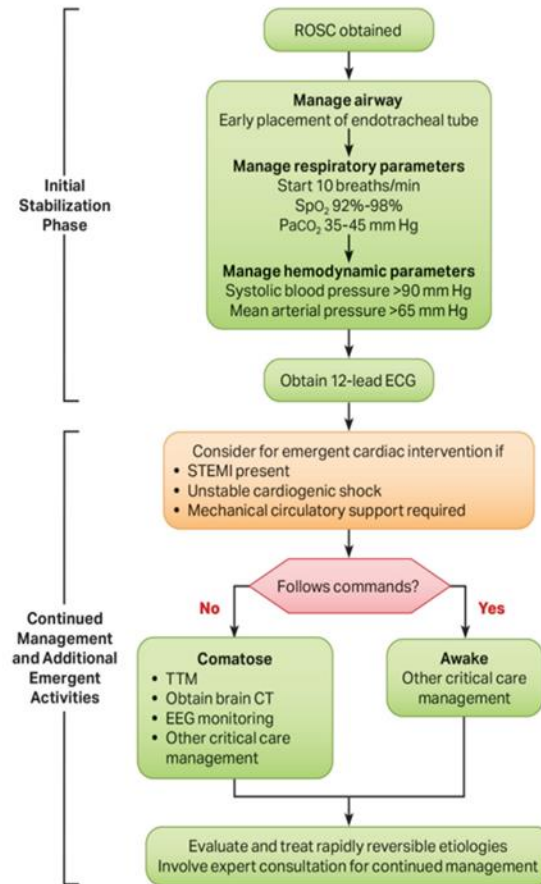 ROSC obtained
Initial
Stabilization
Phase
Manage airway
Early placement of endotracheal tube
Manage respiratory parameters
Start 10 breaths/min
SpO₂ 92%-98%
PaCO₂ 35-45 mm Hg
Manage hemodynamic parameters
Systolic blood pressure >90 mm Hg
Mean arterial pressure >65 mm Hg
Obtain 12-lead ECG
Continued
Management
and Additional
Emergent
Activities
Consider for emergent cardiac intervention if
• STEMI present
• Unstable cardiogenic shock
• Mechanical circulatory support required
Follows commands?
No
Yes
Comatose
• TTM
• Obtain brain CT
• EEG monitoring
• Other critical care
management
Awake
Other critical care
management
Evaluate and treat rapidly reversible etiologies
Involve expert consultation for continued management